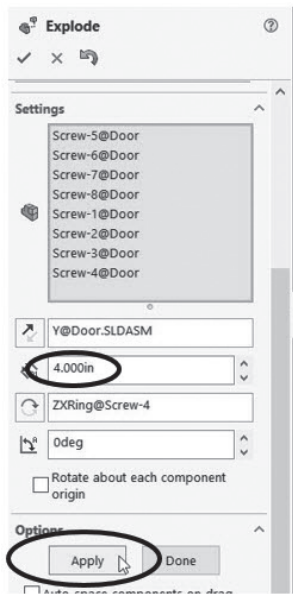 Explode
Settings
Screw-5@Door
Screw-6@Door
Screw-7@Door
Screw-8@Door
Screw-1@Door
Screw-2@Door
Screw-3@Door
Screw-4@Door
Y@Door.SLDASM
4.000in
ZXRing@Screw-4
0deg
Rotate about each component
origin
Options
Apply Done
Auto-space components on drag